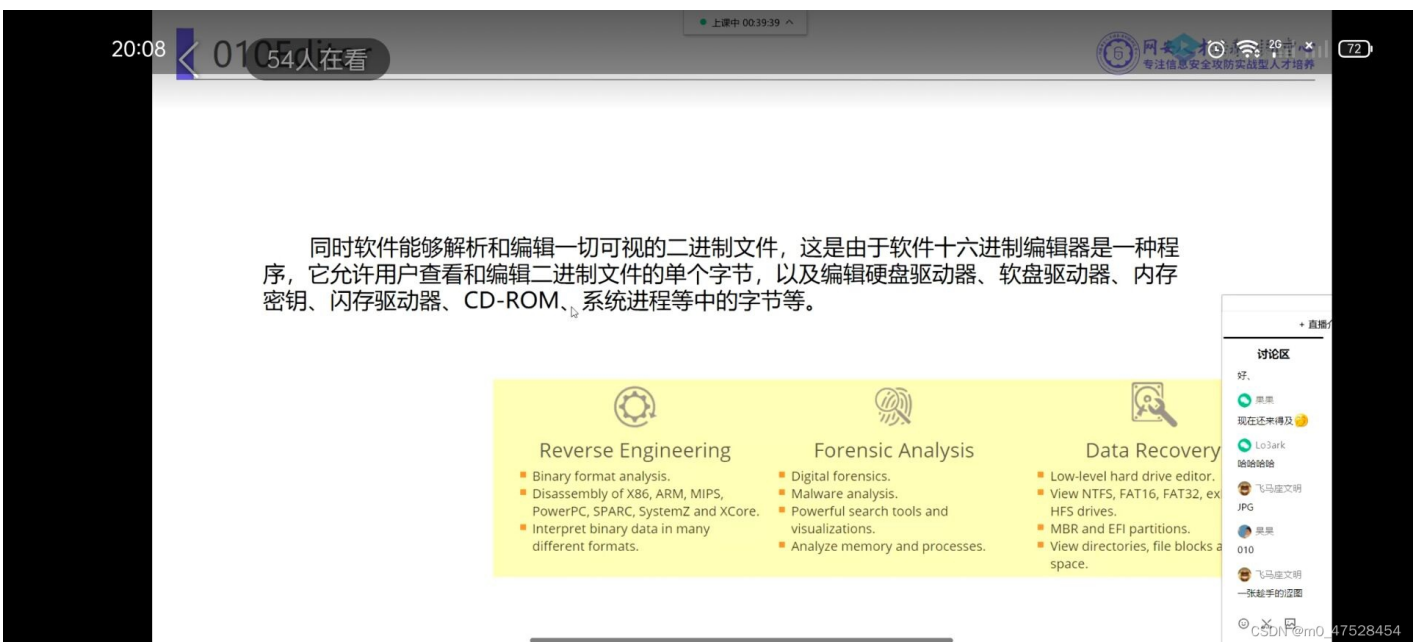 上课中 00:39:39
20:08
010Editor
54人在看
2G
72
专注信息安全攻防实战型人才培养
同时软件能够解析和编辑一切可视的二进制文件，这是由于软件十六进制编辑器是一种程
序，它允许用户查看和编辑二进制文件的单个字节，以及编辑硬盘驱动器、软盘驱动器、内存
密钥、闪存驱动器、CD-ROM、系统进程等中的字节等。
Reverse Engineering
Binary format analysis.
Disassembly of X86, ARM, MIPS,
PowerPC, SPARC, SystemZ and XCore.
Interpret binary data in many
different formats.
Forensic Analysis
Digital forensics.
Malware analysis.
Powerful search tools and
visualizations.
Analyze memory and processes.
Data Recovery
Low-level hard drive editor.
View NTFS, FAT16, FAT32, ex
HFS drives.
MBR and EFI partitions.
View directories, file blocks a
space.
+ 直播介
讨论区
好、
果果
现在还来得及
Lo3ark
哈哈哈哈
飞马座文明
JPG
010
飞马座文明
一张趁手的涩图
CSDN @m0_47528454